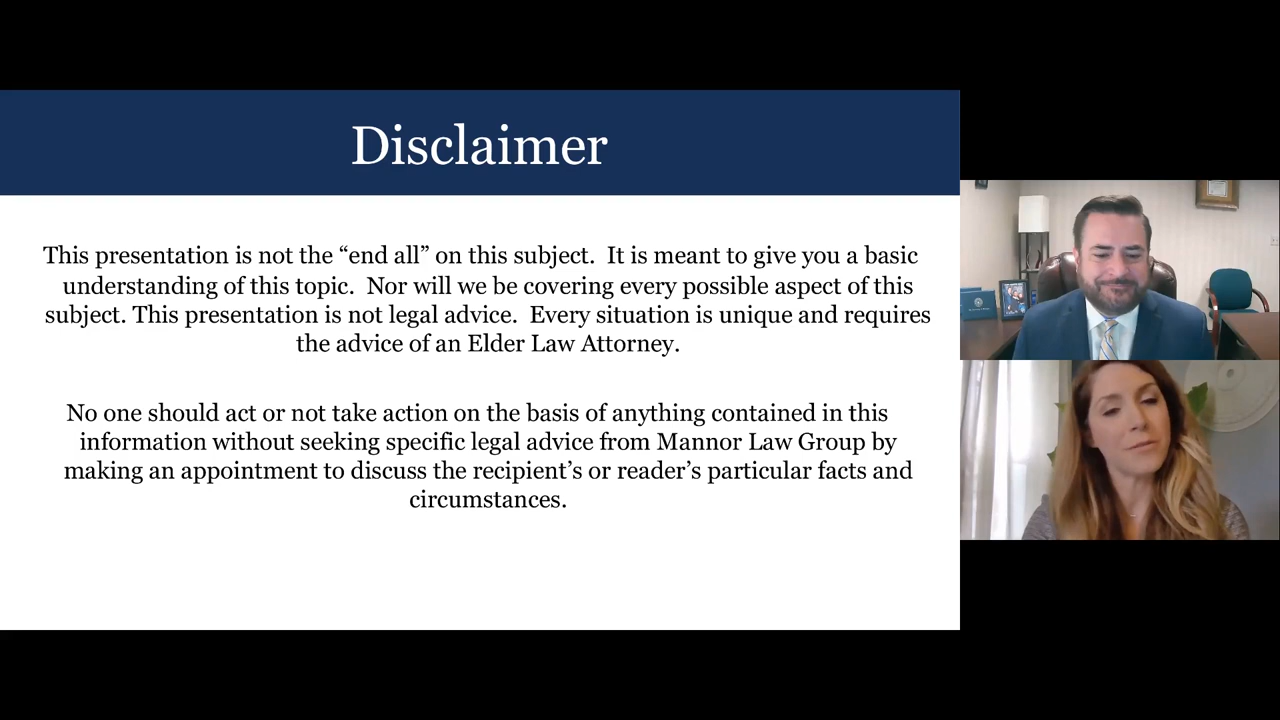 Disclaimer
This presentation is not the “end all” on this subject.  It is meant to give you a basic
understanding of this topic.  Nor will we be covering every possible aspect of this
subject. This presentation is not legal advice.  Every situation is unique and requires
the advice of an Elder Law Attorney.
No one should act or not take action on the basis of anything contained in this
information without seeking specific legal advice from Mannor Law Group by
making an appointment to discuss the recipient’s or reader’s particular facts and
circumstances.